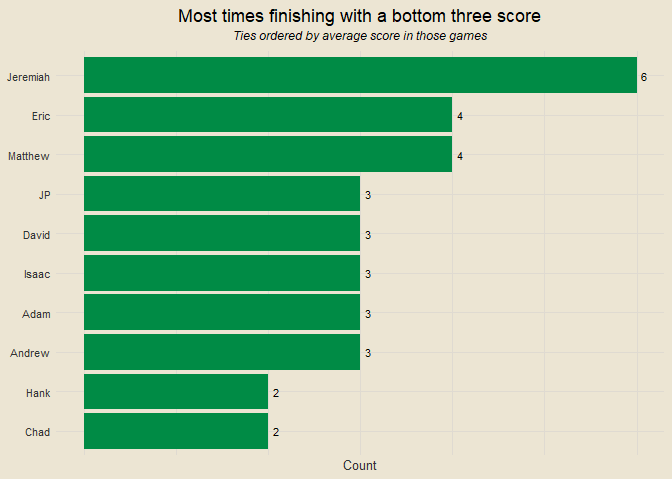 Most times finishing with a bottom three score
Ties ordered by average score in those games
Jeremiah 6
Eric 4
Matthew 4
JP 3
David 3
Isaac 3
Adam 3
Andrew 3
Hank 2
Chad 2
Count